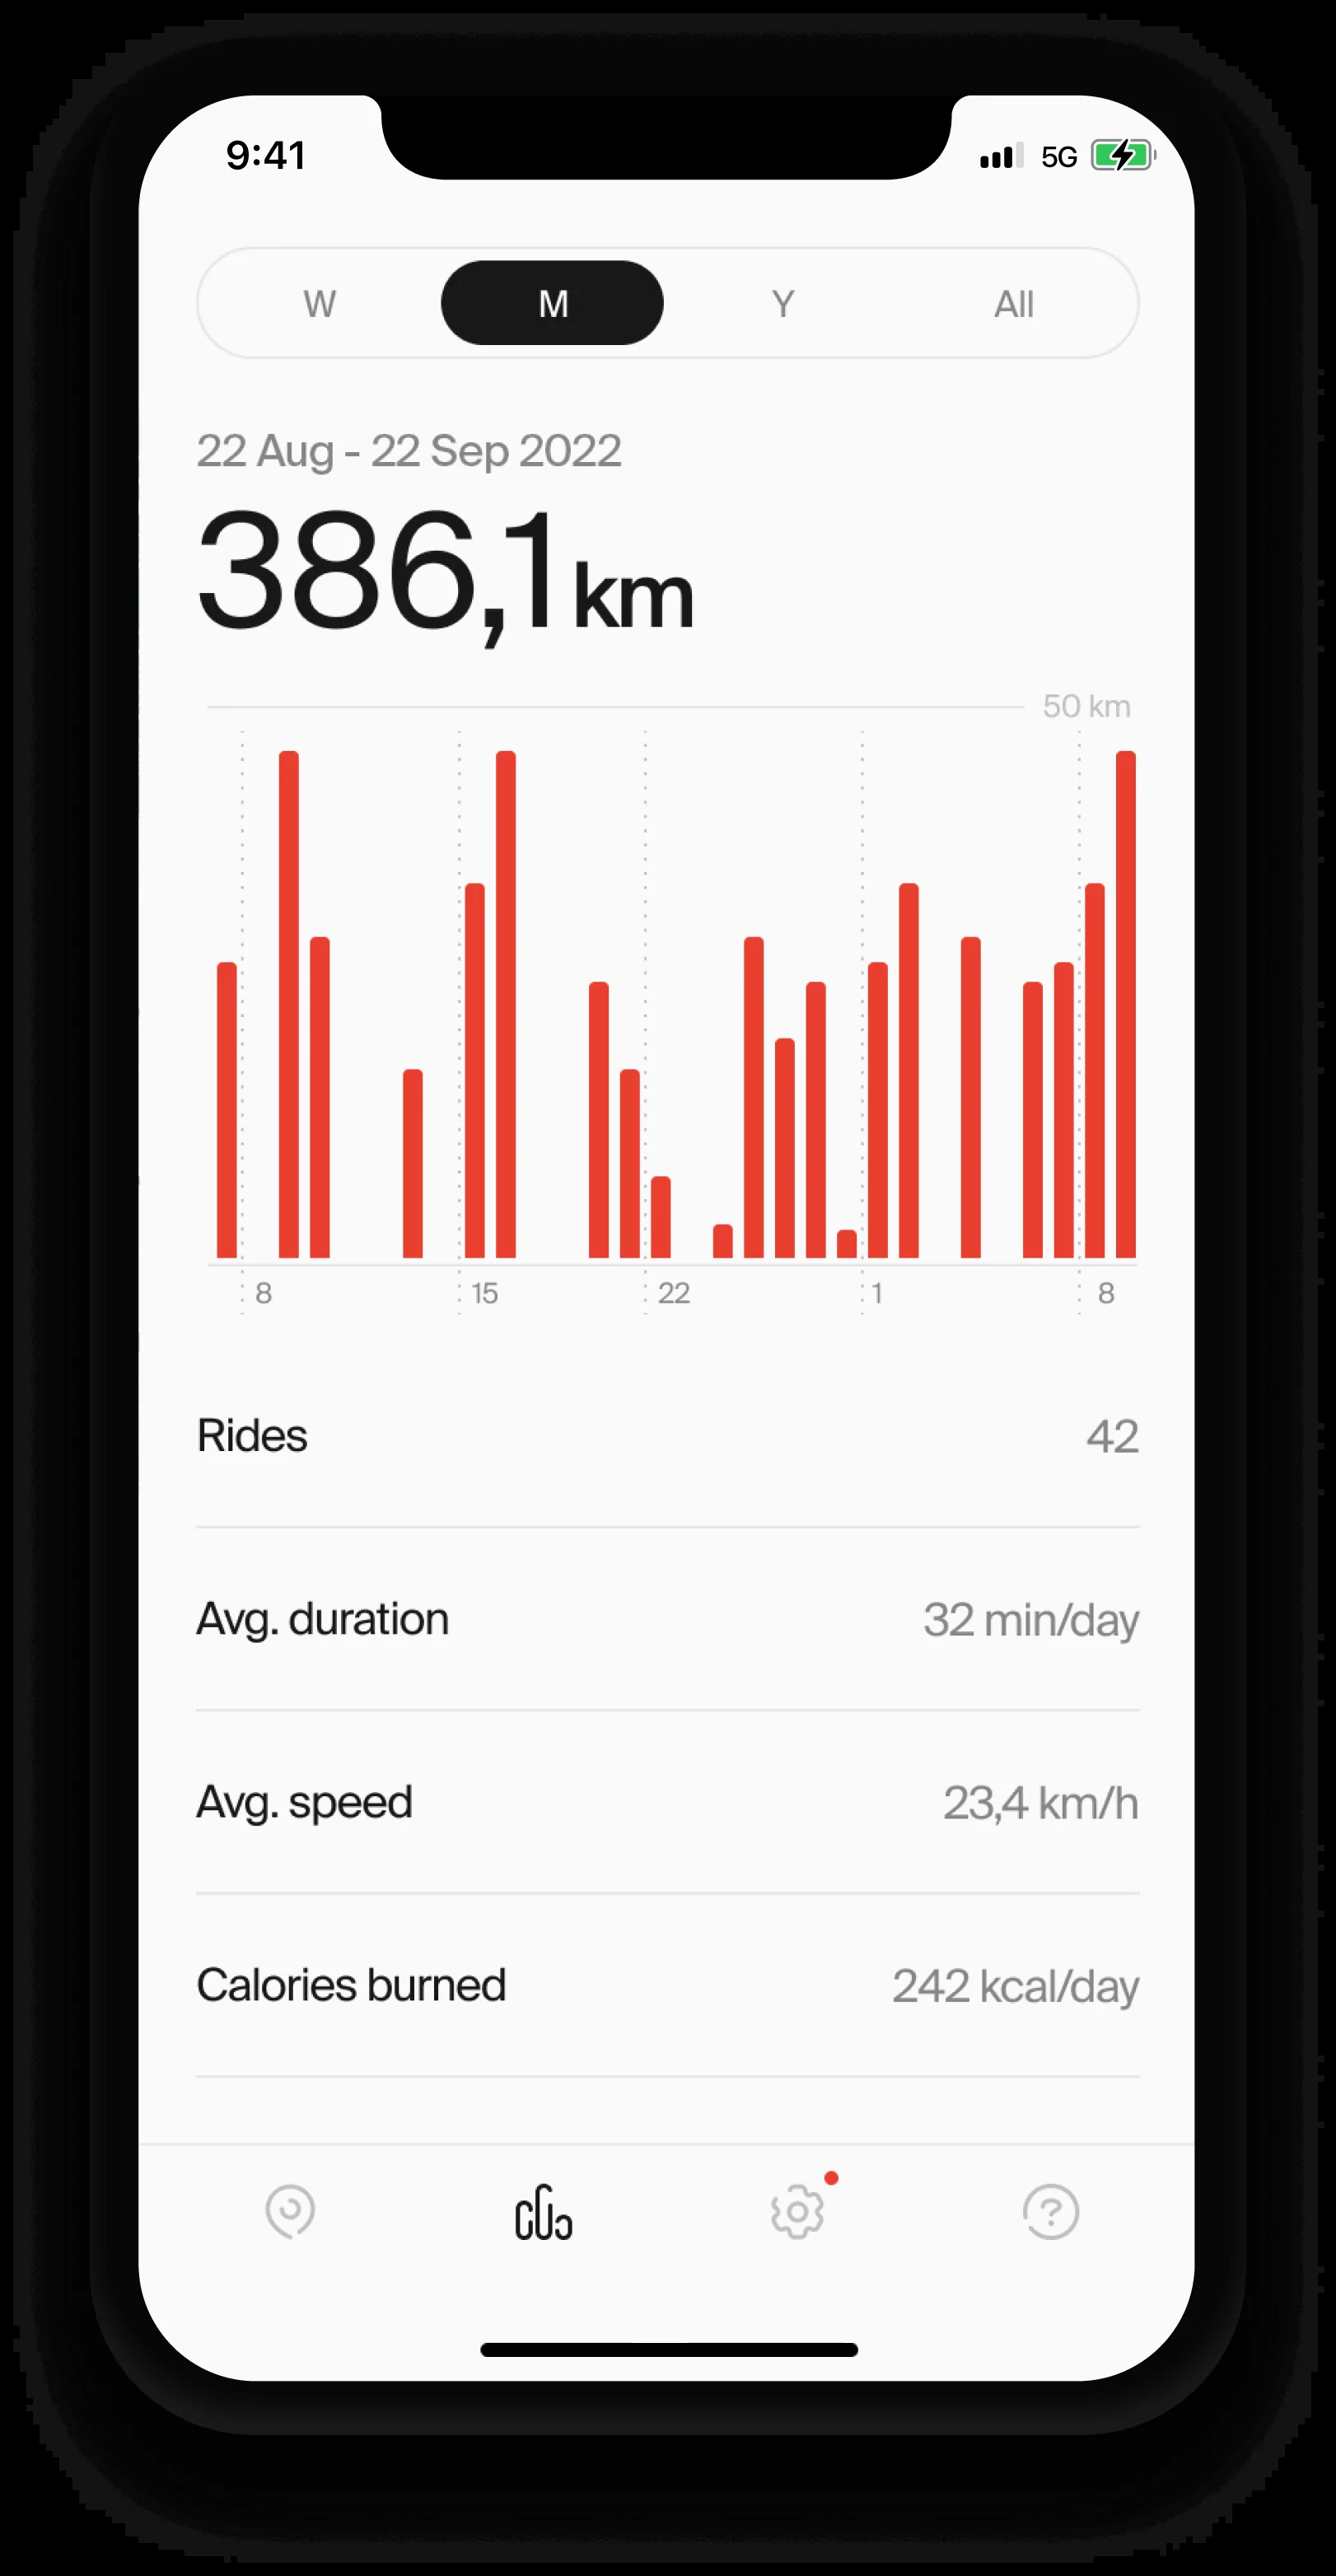 9:41 5G
W M Y All
22 Aug - 22 Sep 2022
386,1 km
50 km
8 15 22 1 8
Rides 42
Avg. duration 32 min/day
Avg. speed 23,4 km/h
Calories burned 242 kcal/day
?